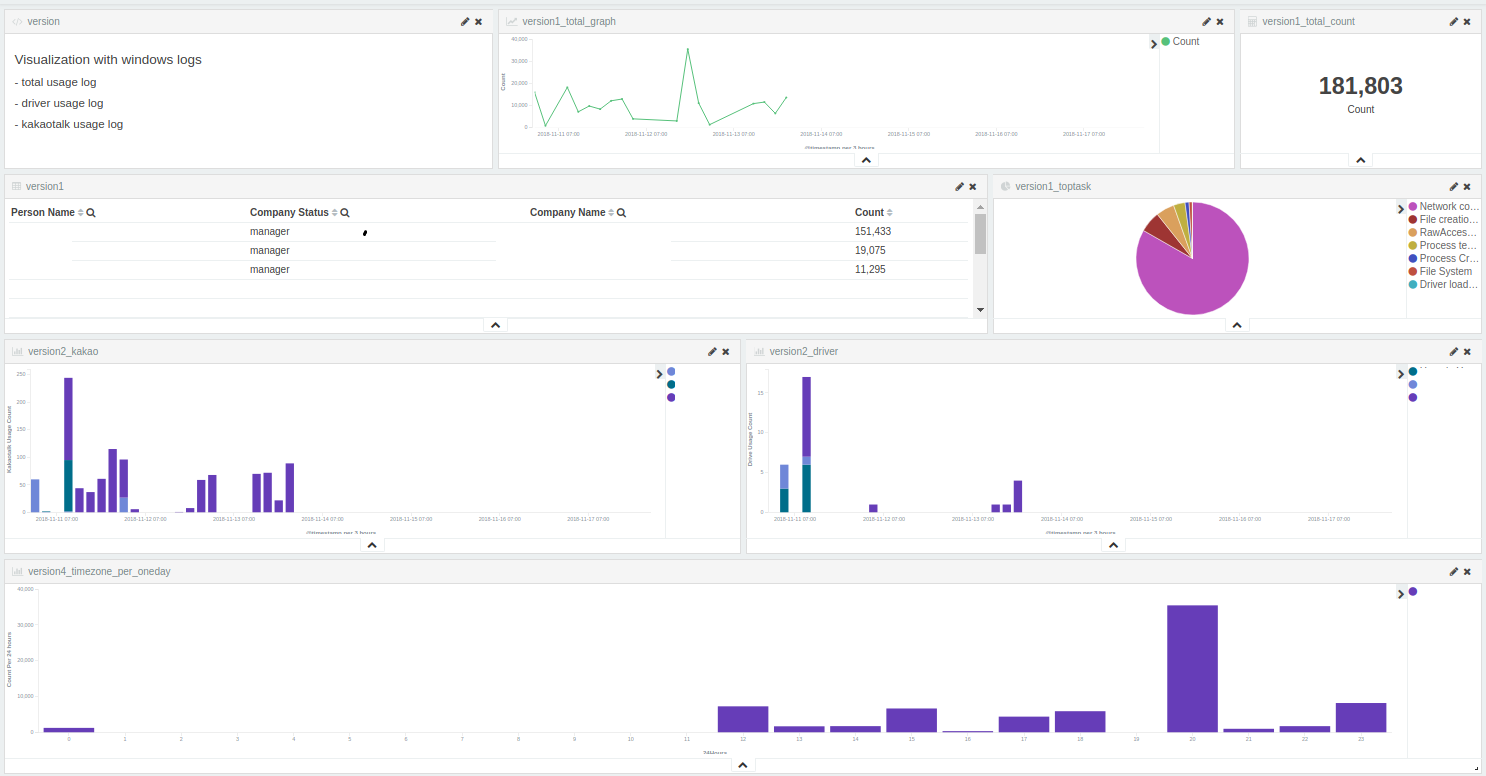 version
Visualization with windows logs
- total usage log
- driver usage log
- kakaotalk usage log
version1_total_graph
Count
40,000
30,000
20,000
10,000
0
2018-11-11 07:00 2018-11-12 07:00 2018-11-13 07:00 2018-11-14 07:00 2018-11-15 07:00 2018-11-16 07:00 2018-11-17 07:00
@timestamp per 3 hours
Count
version1_total_count
181,803
Count
version1
Person Name Company Status Company Name Count
manager 151,433
manager 19,075
manager 11,295
version1_toptask
Network co...
File creatio...
RawAcces...
Process te...
Process Cr...
File System
Driver load...
version2_kakao
Kakaotalk Usage Count
250
200
150
100
50
0
2018-11-11 07:00 2018-11-12 07:00 2018-11-13 07:00 2018-11-14 07:00 2018-11-15 07:00 2018-11-16 07:00 2018-11-17 07:00
@timestamp per 3 hours
version2_driver
Drive Usage Count
15
10
5
0
2018-11-11 07:00 2018-11-12 07:00 2018-11-13 07:00 2018-11-14 07:00 2018-11-15 07:00 2018-11-16 07:00 2018-11-17 07:00
@timestamp per 3 hours
version4_timezone_per_oneday
Count Per 24 hours
40,000
30,000
20,000
10,000
0
0 1 2 3 4 5 6 7 8 9 10 11 12 13 14 15 16 17 18 19 20 21 22 23
24Hours